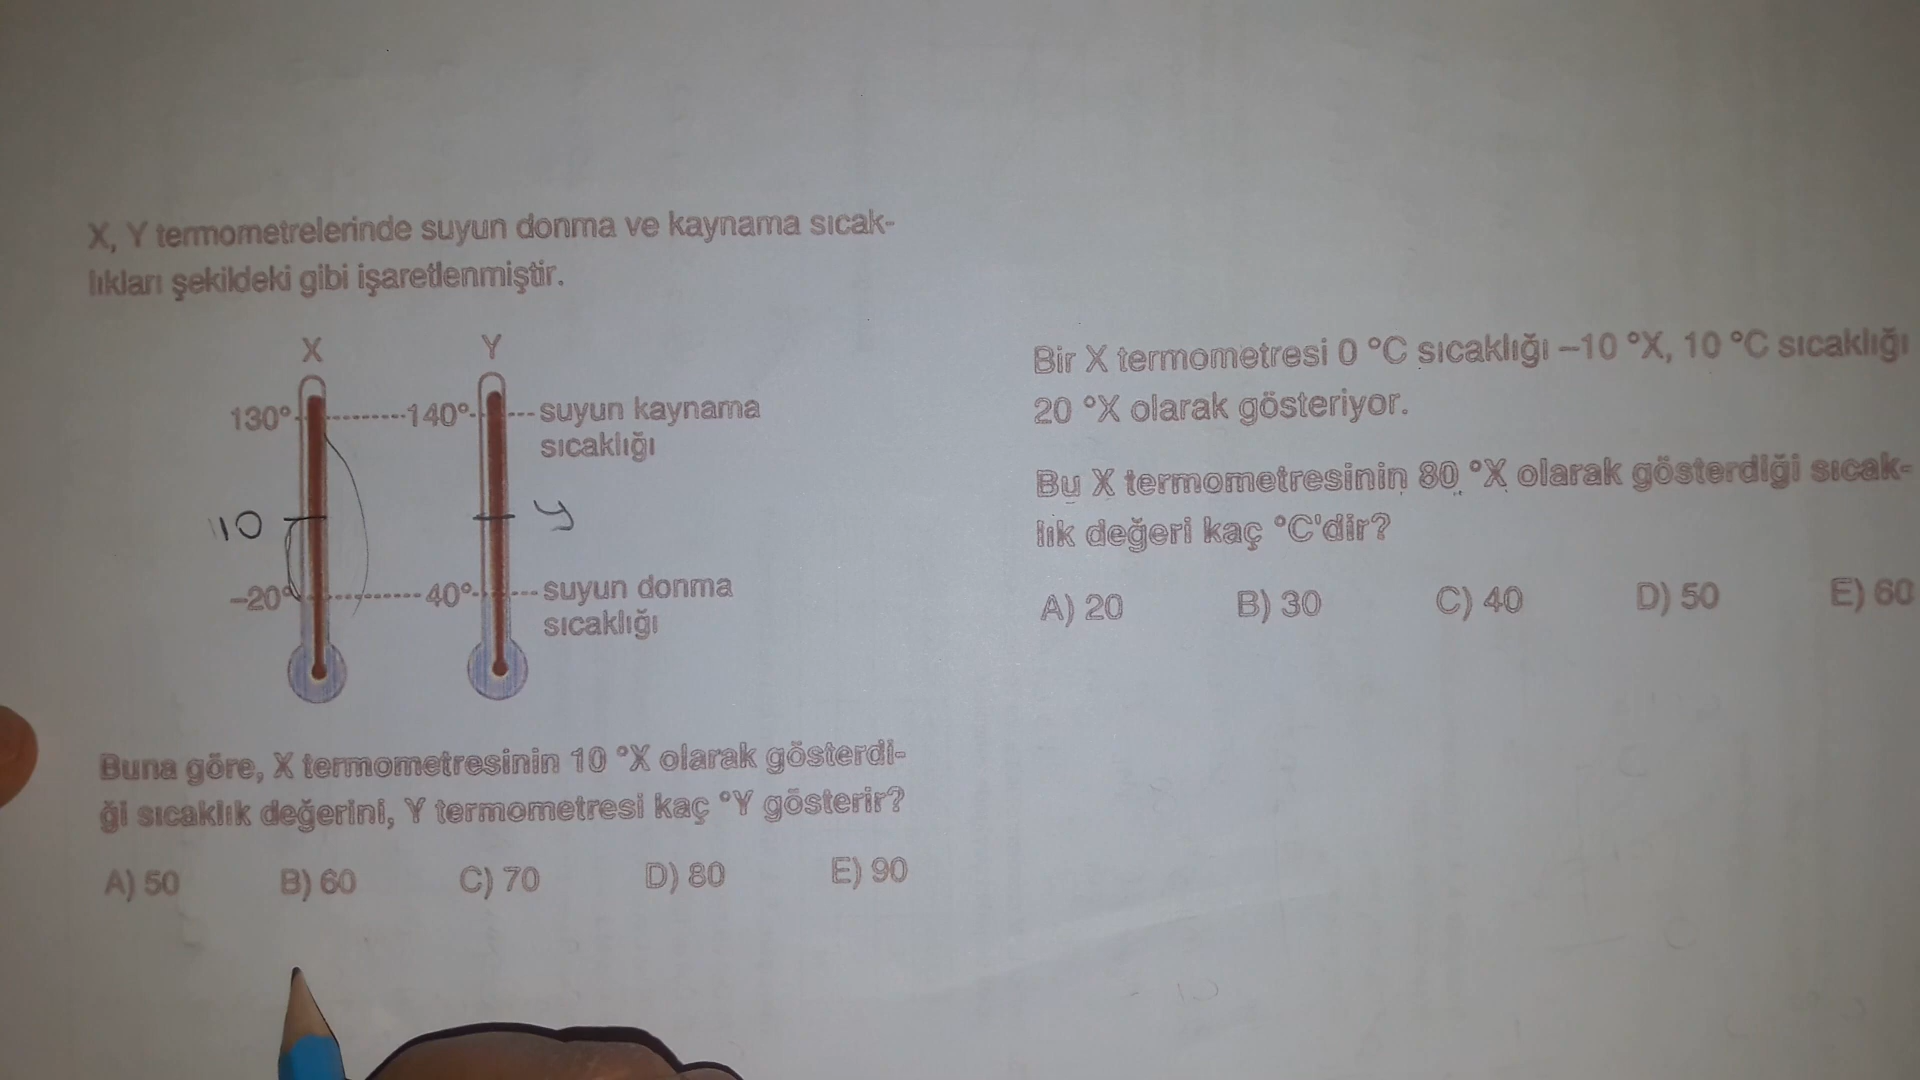 X, Y termometrelerinde suyun donma ve kaynama sıcak-
lıkları şekildeki gibi işaretlenmiştir.
X Y
130° 140° suyun kaynama
sıcaklığı
10 y
-20° 40° suyun donma
sıcaklığı
Buna göre, X termometresinin 10 °X olarak gösterdi-
ği sıcaklık değerini, Y termometresi kaç °Y gösterir?
A) 50 B) 60 C) 70 D) 80 E) 90
Bir X termometresi 0 °C sıcaklığı –10 °X, 10 °C sıcaklığı
20 °X olarak gösteriyor.
Bu X termometresinin 80 °X olarak gösterdiği sıcak-
lık değeri kaç °C'dir?
A) 20 B) 30 C) 40 D) 50 E) 60